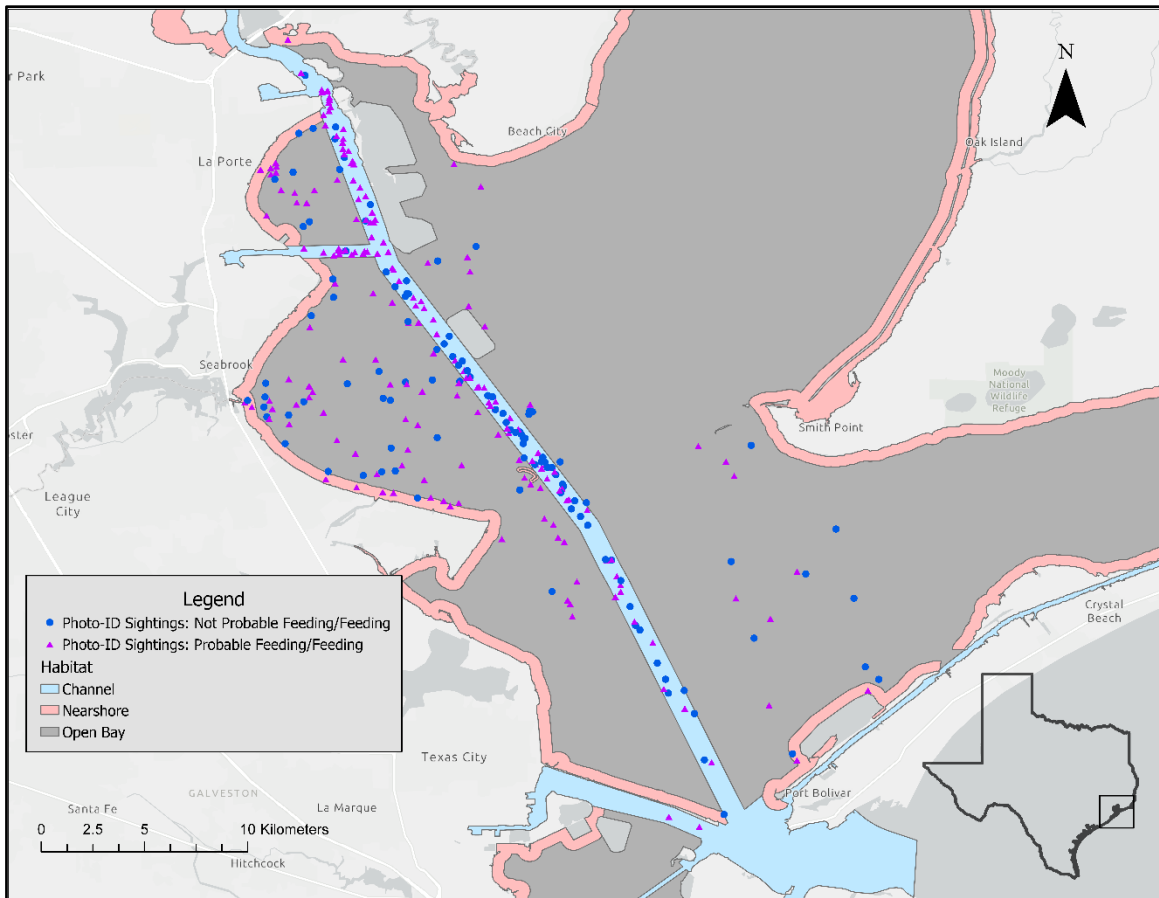 N
r Park
Beach City
Oak Island
La Porte
Seabrook
Moody
National
Wildlife
Refuge
Smith Point
oster
League
City
Legend
Photo-ID Sightings: Not Probable Feeding/Feeding
Photo-ID Sightings: Probable Feeding/Feeding
Habitat
Channel
Nearshore
Open Bay
Crystal
Beach
Texas City
Port Bolivar
GALVESTON
Santa Fe
La Marque
0 2.5 5 10 Kilometers
Hitchcock